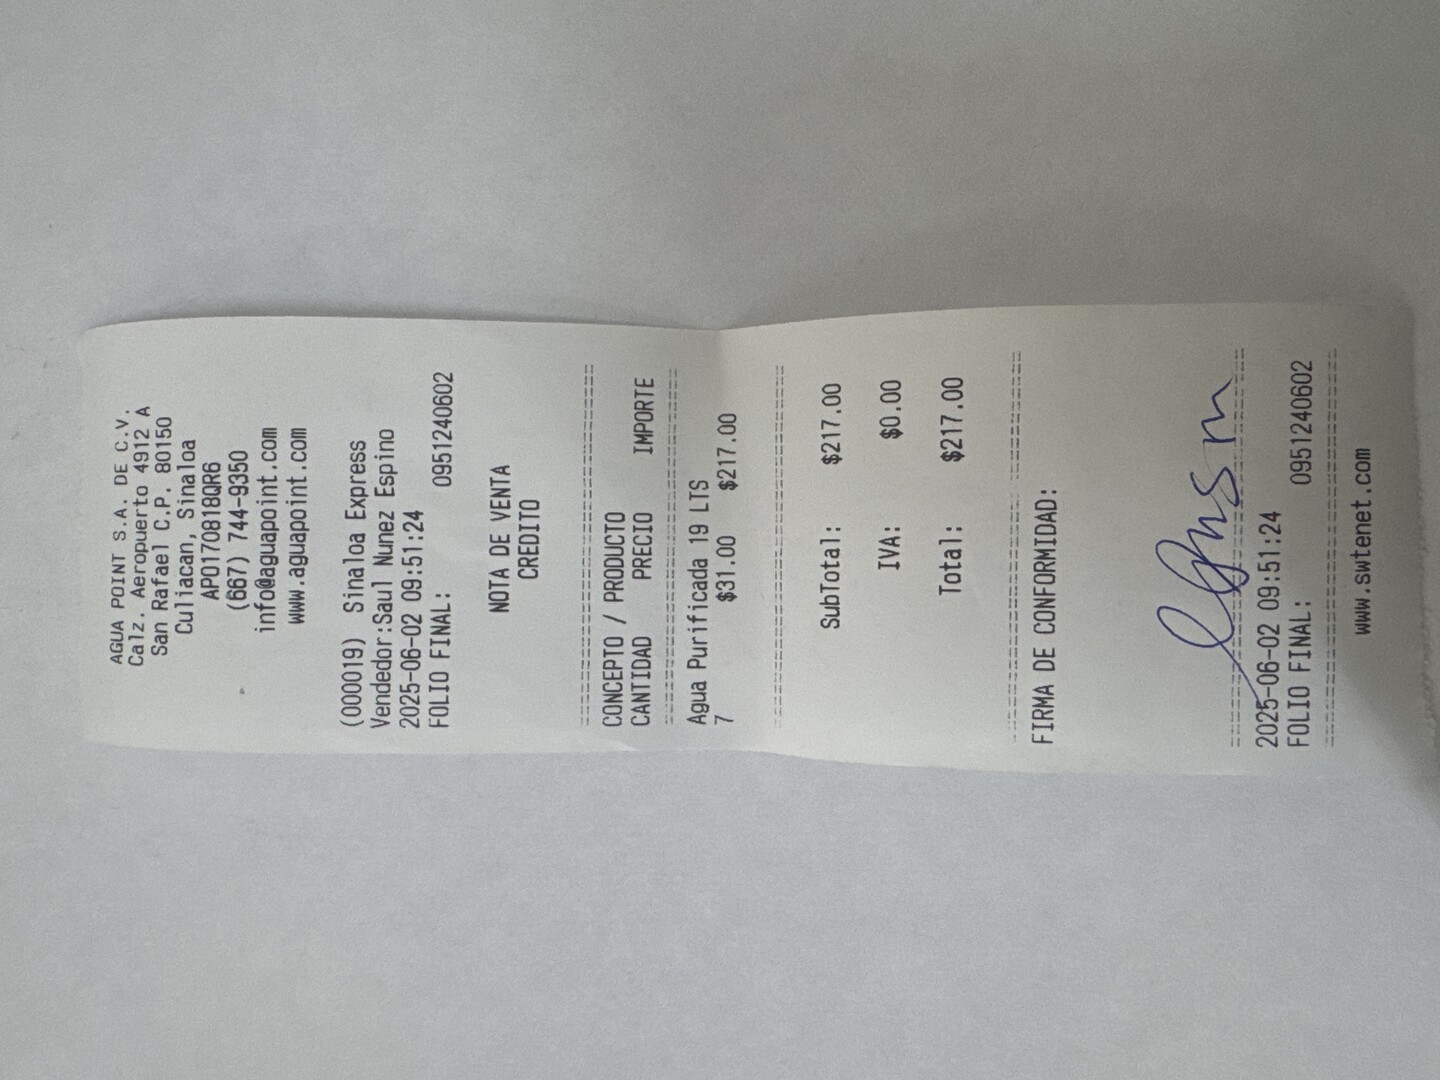 AGUA POINT S.A. DE C.V.
Calz. Aeropuerto 4912 A
San Rafael C.P. 80150
Culiacan, Sinaloa
APO170818QR6
(667) 744-9350
info@aguapoint.com
www.aguapoint.com
(000019) Sinaloa Express
Vendedor:Saul Nunez Espino
2025-06-02 09:51:24
FOLIO FINAL: 0951240602
NOTA DE VENTA
CREDITO
CONCEPTO / PRODUCTO
CANTIDAD PRECIO IMPORTE
Agua Purificada 19 LTS
7 $31.00 $217.00
SubTotal: $217.00
IVA: $0.00
Total: $217.00
FIRMA DE CONFORMIDAD:
2025-06-02 09:51:24
FOLIO FINAL: 0951240602
www.swtenet.com